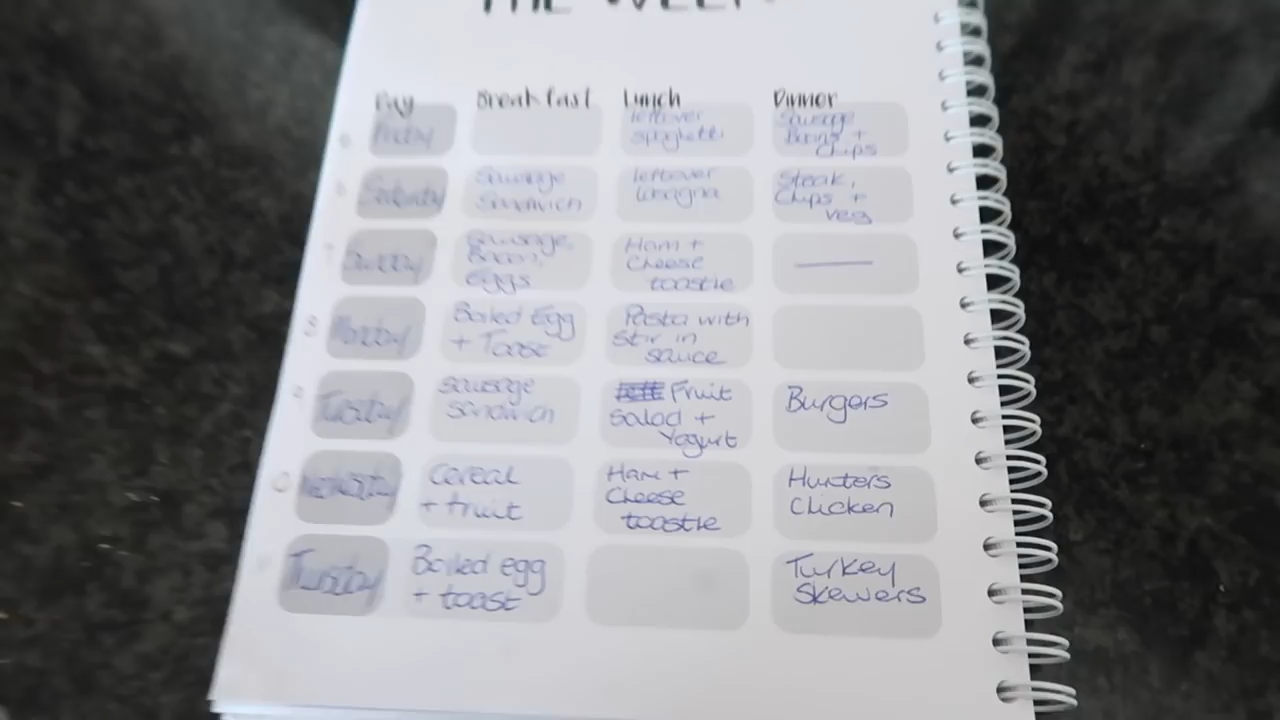 THE WEEK
Day Breakfast Lunch Dinner
Friday
leftover
spaghetti
Sausage
Beans +
Chips
Saturday
Sausage
Sandwich
leftover
lasagna
Steak,
Chips +
veg
Sunday
Sausage,
Bacon,
Eggs
Ham +
Cheese
toastie
Monday
Boiled Egg
+ Toast
Pasta with
Stir in
sauce
Tuesday
sausage
sandwich
Fruit
salad +
Yogurt
Burgers
Wednesday
Cereal
+ fruit
Ham +
Cheese
toastie
Hunters
Chicken
Boiled egg
+ toast
Turkey
Skewers